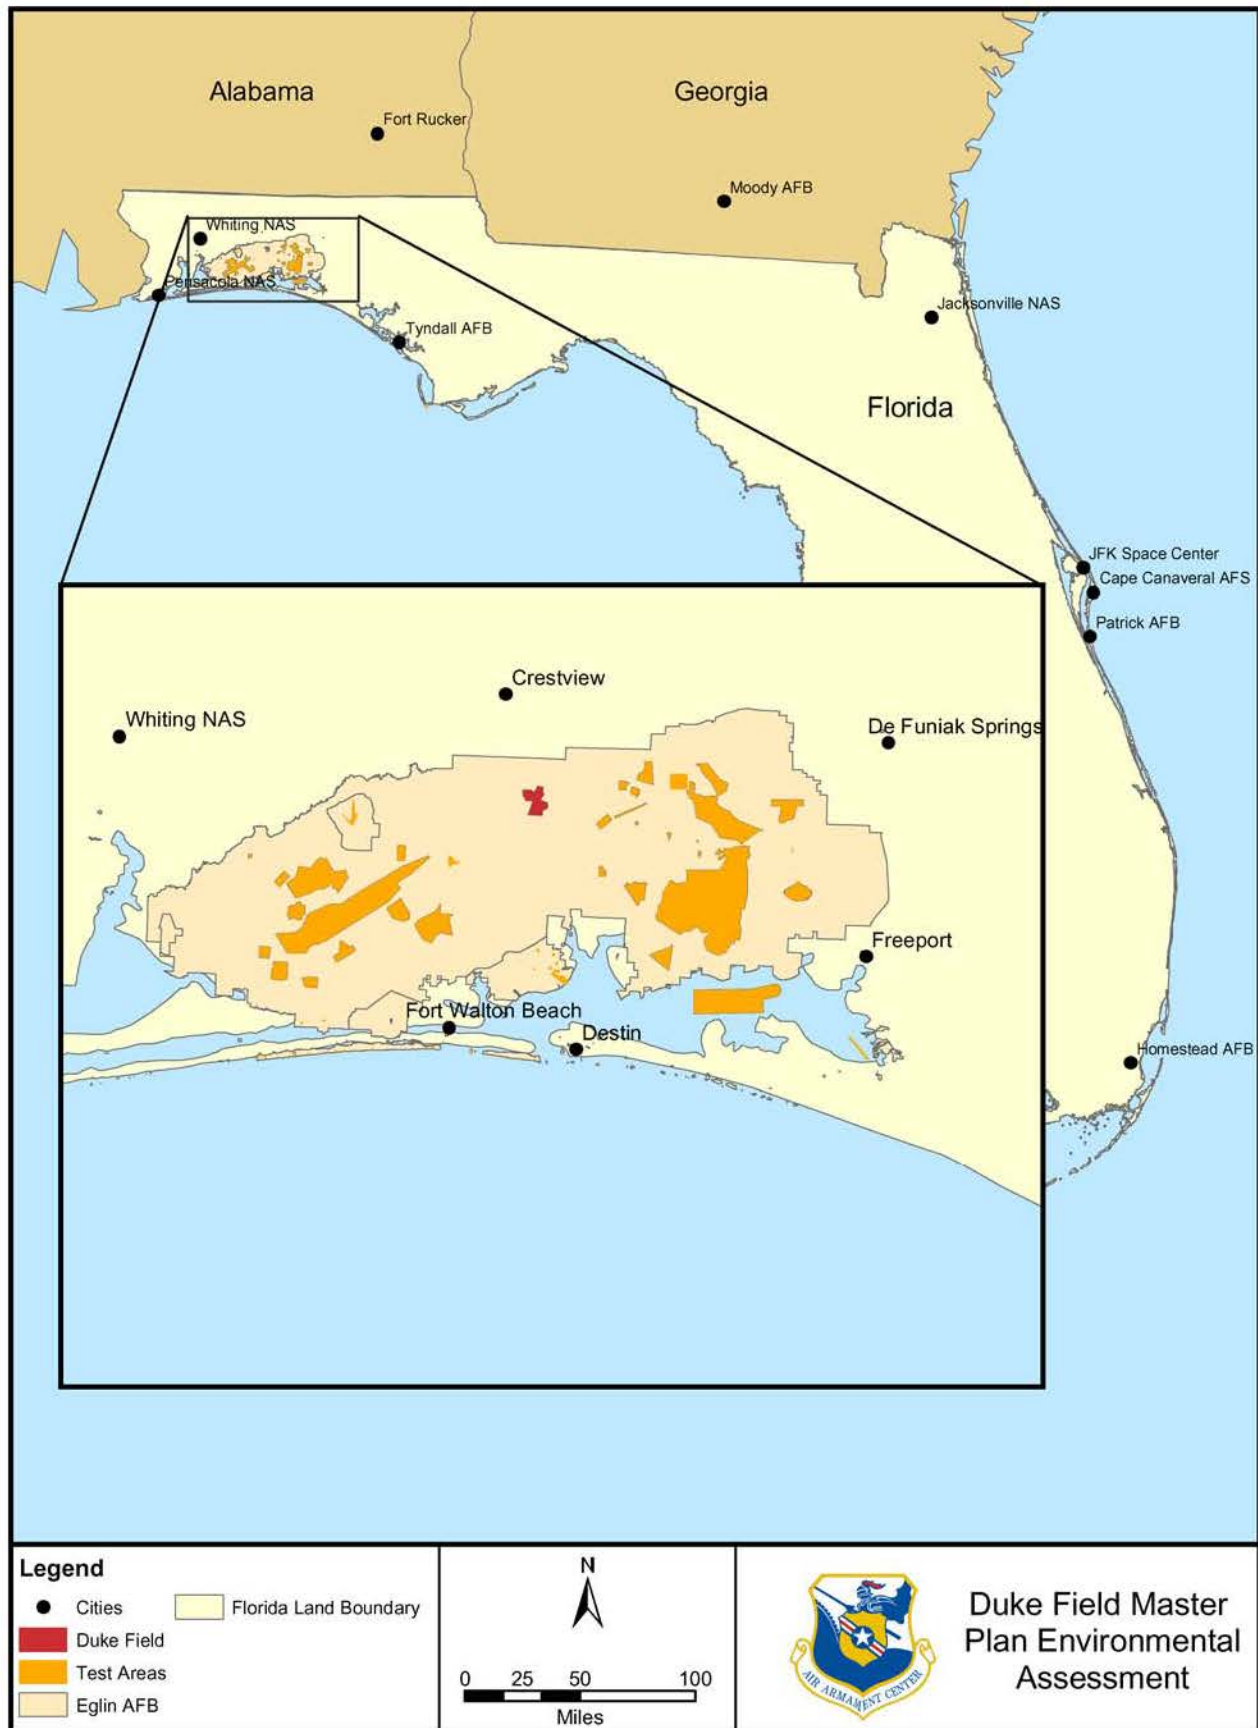 Alabama
Georgia
Fort Rucker
Moody AFB
Whiting NAS
Pensacola NAS
Jacksonville NAS
Tyndall AFB
Florida
JFK Space Center
Cape Canaveral AFS
Patrick AFB
Crestview
Whiting NAS
De Funiak Springs
Freeport
Fort Walton Beach
Destin
Homestead AFB
Legend
Cities
Florida Land Boundary
Duke Field
Test Areas
Eglin AFB
N
0 25 50 100
Miles
AIR ARMAMENT CENTER
Duke Field Master
Plan Environmental
Assessment